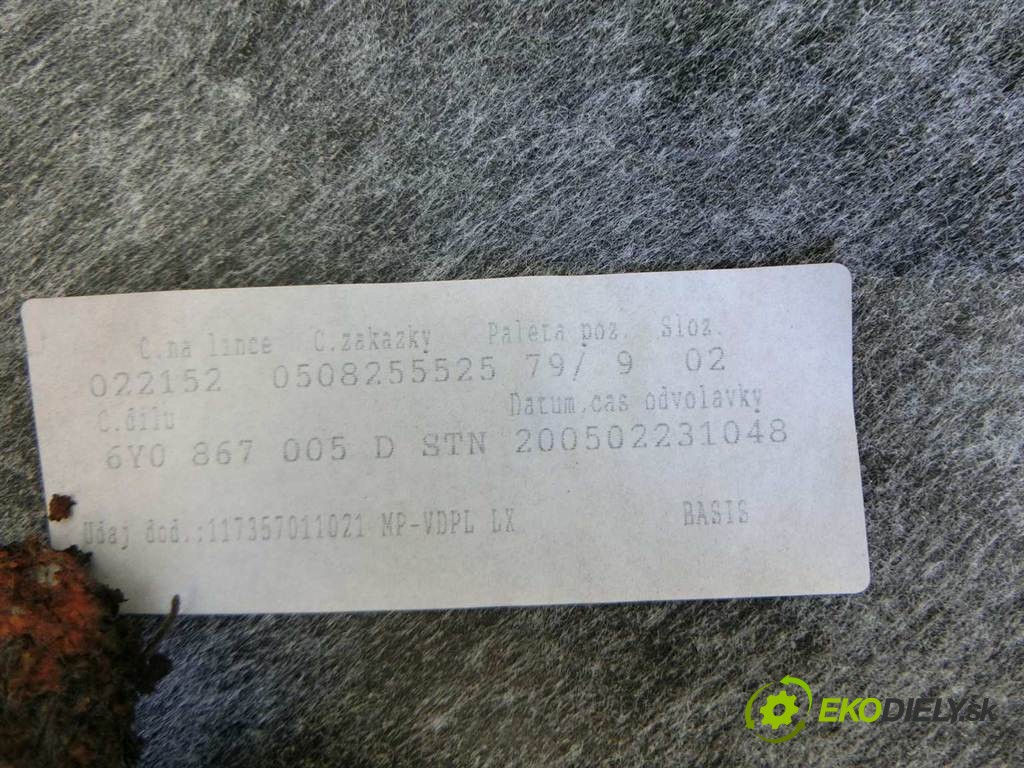 C.na lince C.zakazky Paleta poz. Sloz.
022152 0508255525 79/ 9 02
C.dilu Datum,cas odvolavky
6Y0 867 005 D STN 200502231048
Udaj dod.:117357011021 MP-VDPL LX BASIS
EKODIELY.sk